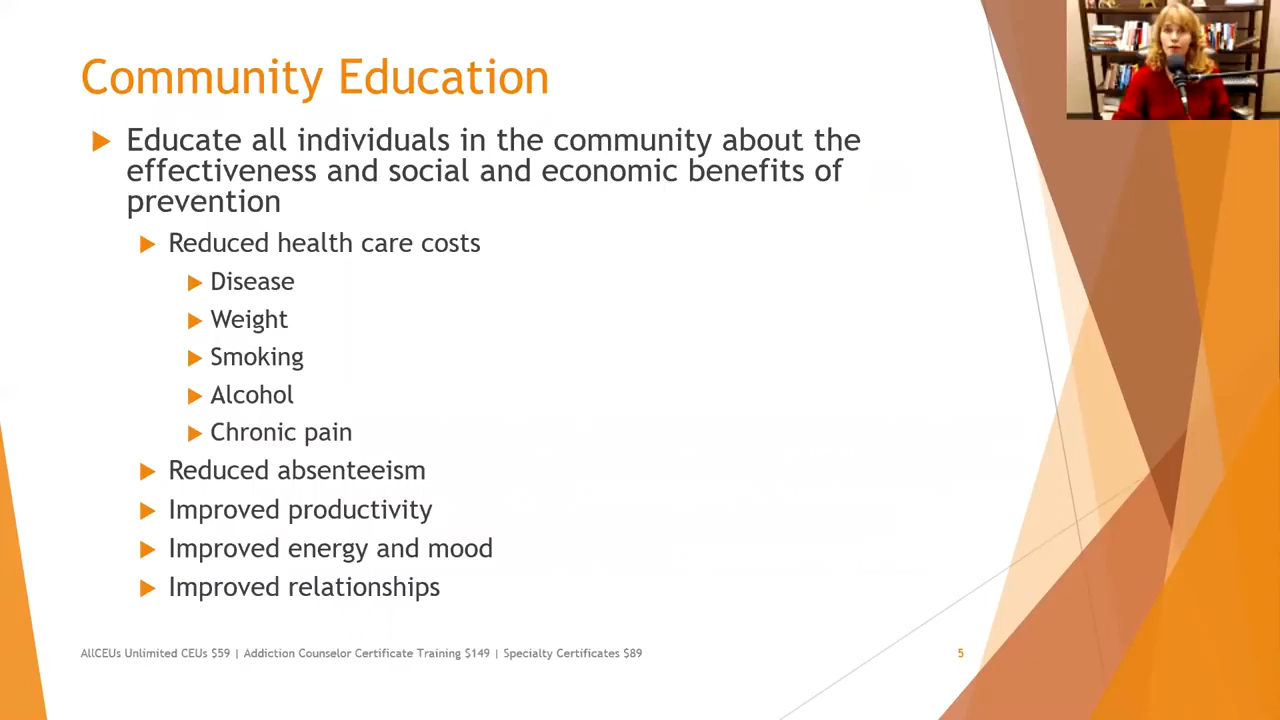 Community Education
Educate all individuals in the community about the
effectiveness and social and economic benefits of
prevention
Reduced health care costs
Disease
Weight
Smoking
Alcohol
Chronic pain
Reduced absenteeism
Improved productivity
Improved energy and mood
Improved relationships
AllCEUs Unlimited CEUs $59 | Addiction Counselor Certificate Training $149 | Specialty Certificates $89
5